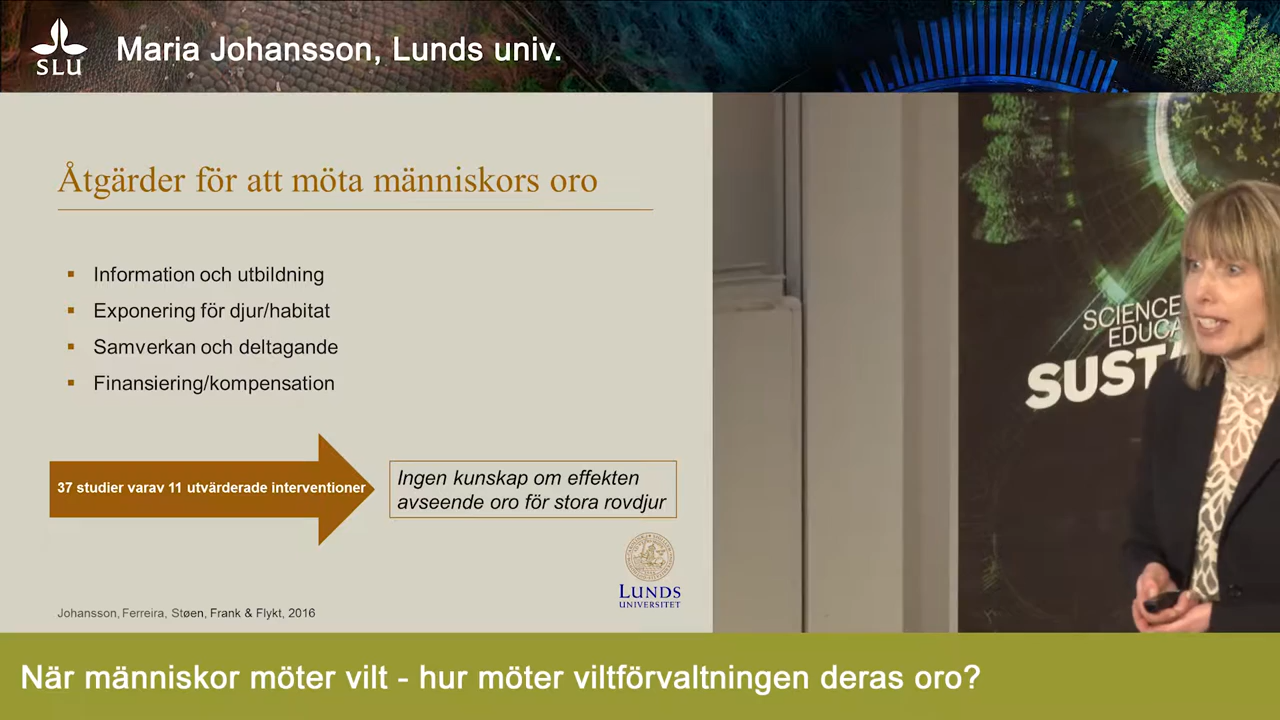 SLU
Maria Johansson, Lunds univ.
Åtgärder för att möta människors oro
Information och utbildning
Exponering för djur/habitat
Samverkan och deltagande
Finansiering/kompensation
37 studier varav 11 utvärderade interventioner
Ingen kunskap om effekten
avseende oro för stora rovdjur
LUNDS
UNIVERSITET
Johansson, Ferreira, Støen, Frank & Flykt, 2016
SCIENCE
EDUCA
SUST
När människor möter vilt - hur möter viltförvaltningen deras oro?